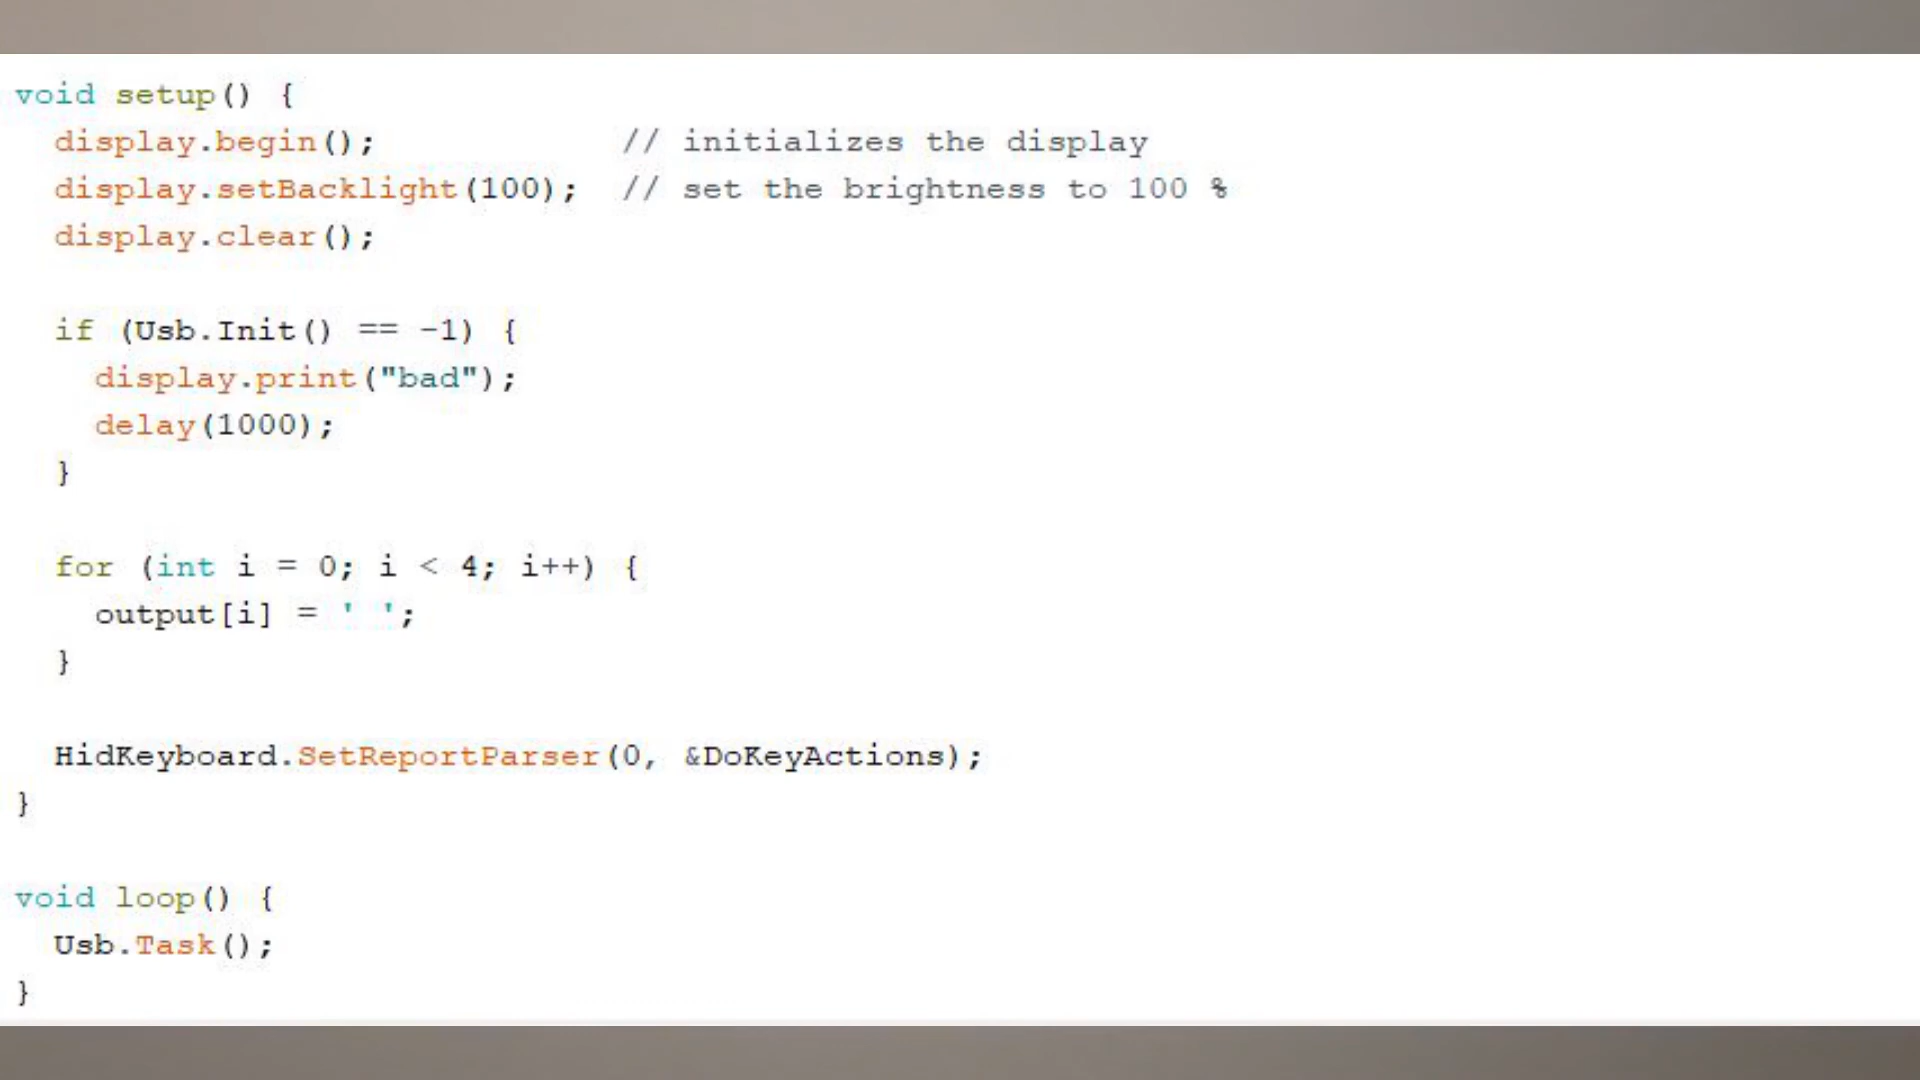 void setup() {
  display.begin();             // initializes the display
  display.setBacklight(100);  // set the brightness to 100 %
  display.clear();
  if (Usb.Init() == -1) {
    display.print("bad");
    delay(1000);
  }
  for (int i = 0; i < 4; i++) {
    output[i] = ' ';
  }
  HidKeyboard.SetReportParser(0, &DoKeyActions);
}
void loop() {
  Usb.Task();
}